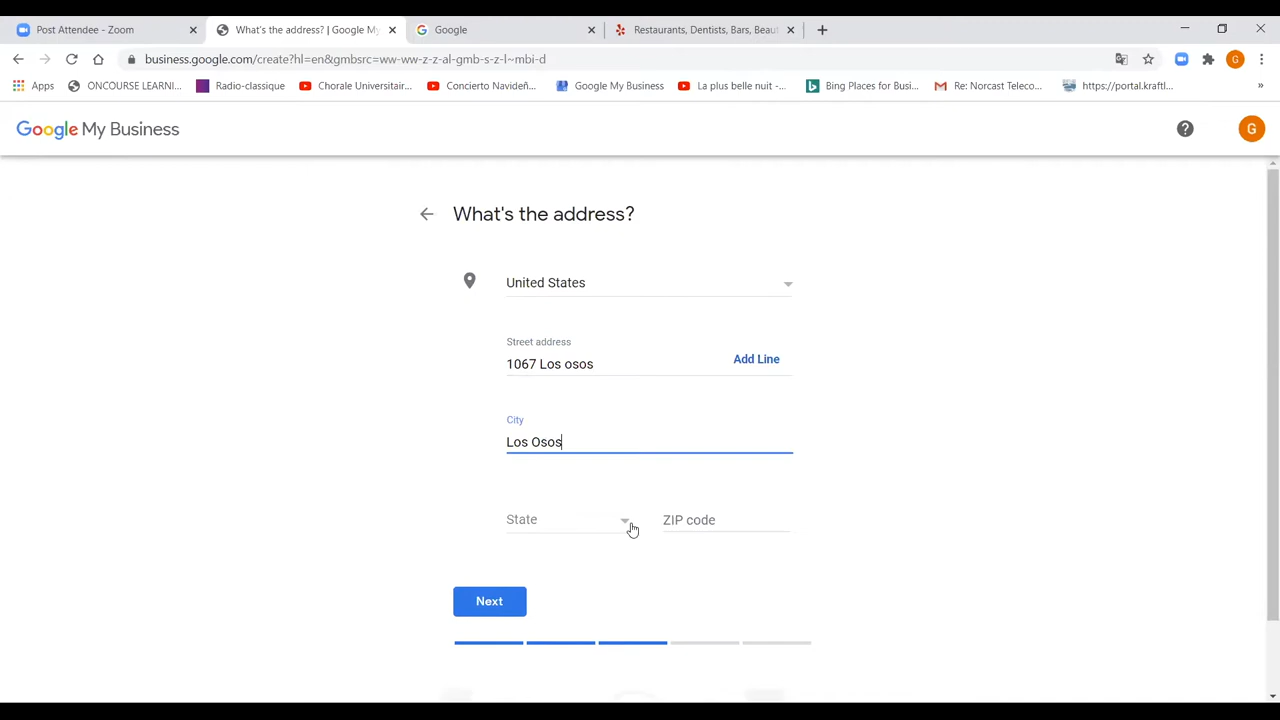 Post Attendee - Zoom
What's the address? | Google My
Google
Restaurants, Dentists, Bars, Beaut
business.google.com/create?hl=en&gmbsrc=ww-ww-z-z-al-gmb-s-z-l~mbi-d
G
Apps
ONCOURSE LEARNI...
Radio-classique
Chorale Universitair...
Concierto Navideñ...
Google My Business
La plus belle nuit -...
Bing Places for Busi...
Re: Norcast Teleco...
https://portal.kraftl...
»
Google My Business
G
What's the address?
United States
Street address
1067 Los osos
Add Line
City
Los Osos
State
ZIP code
Next